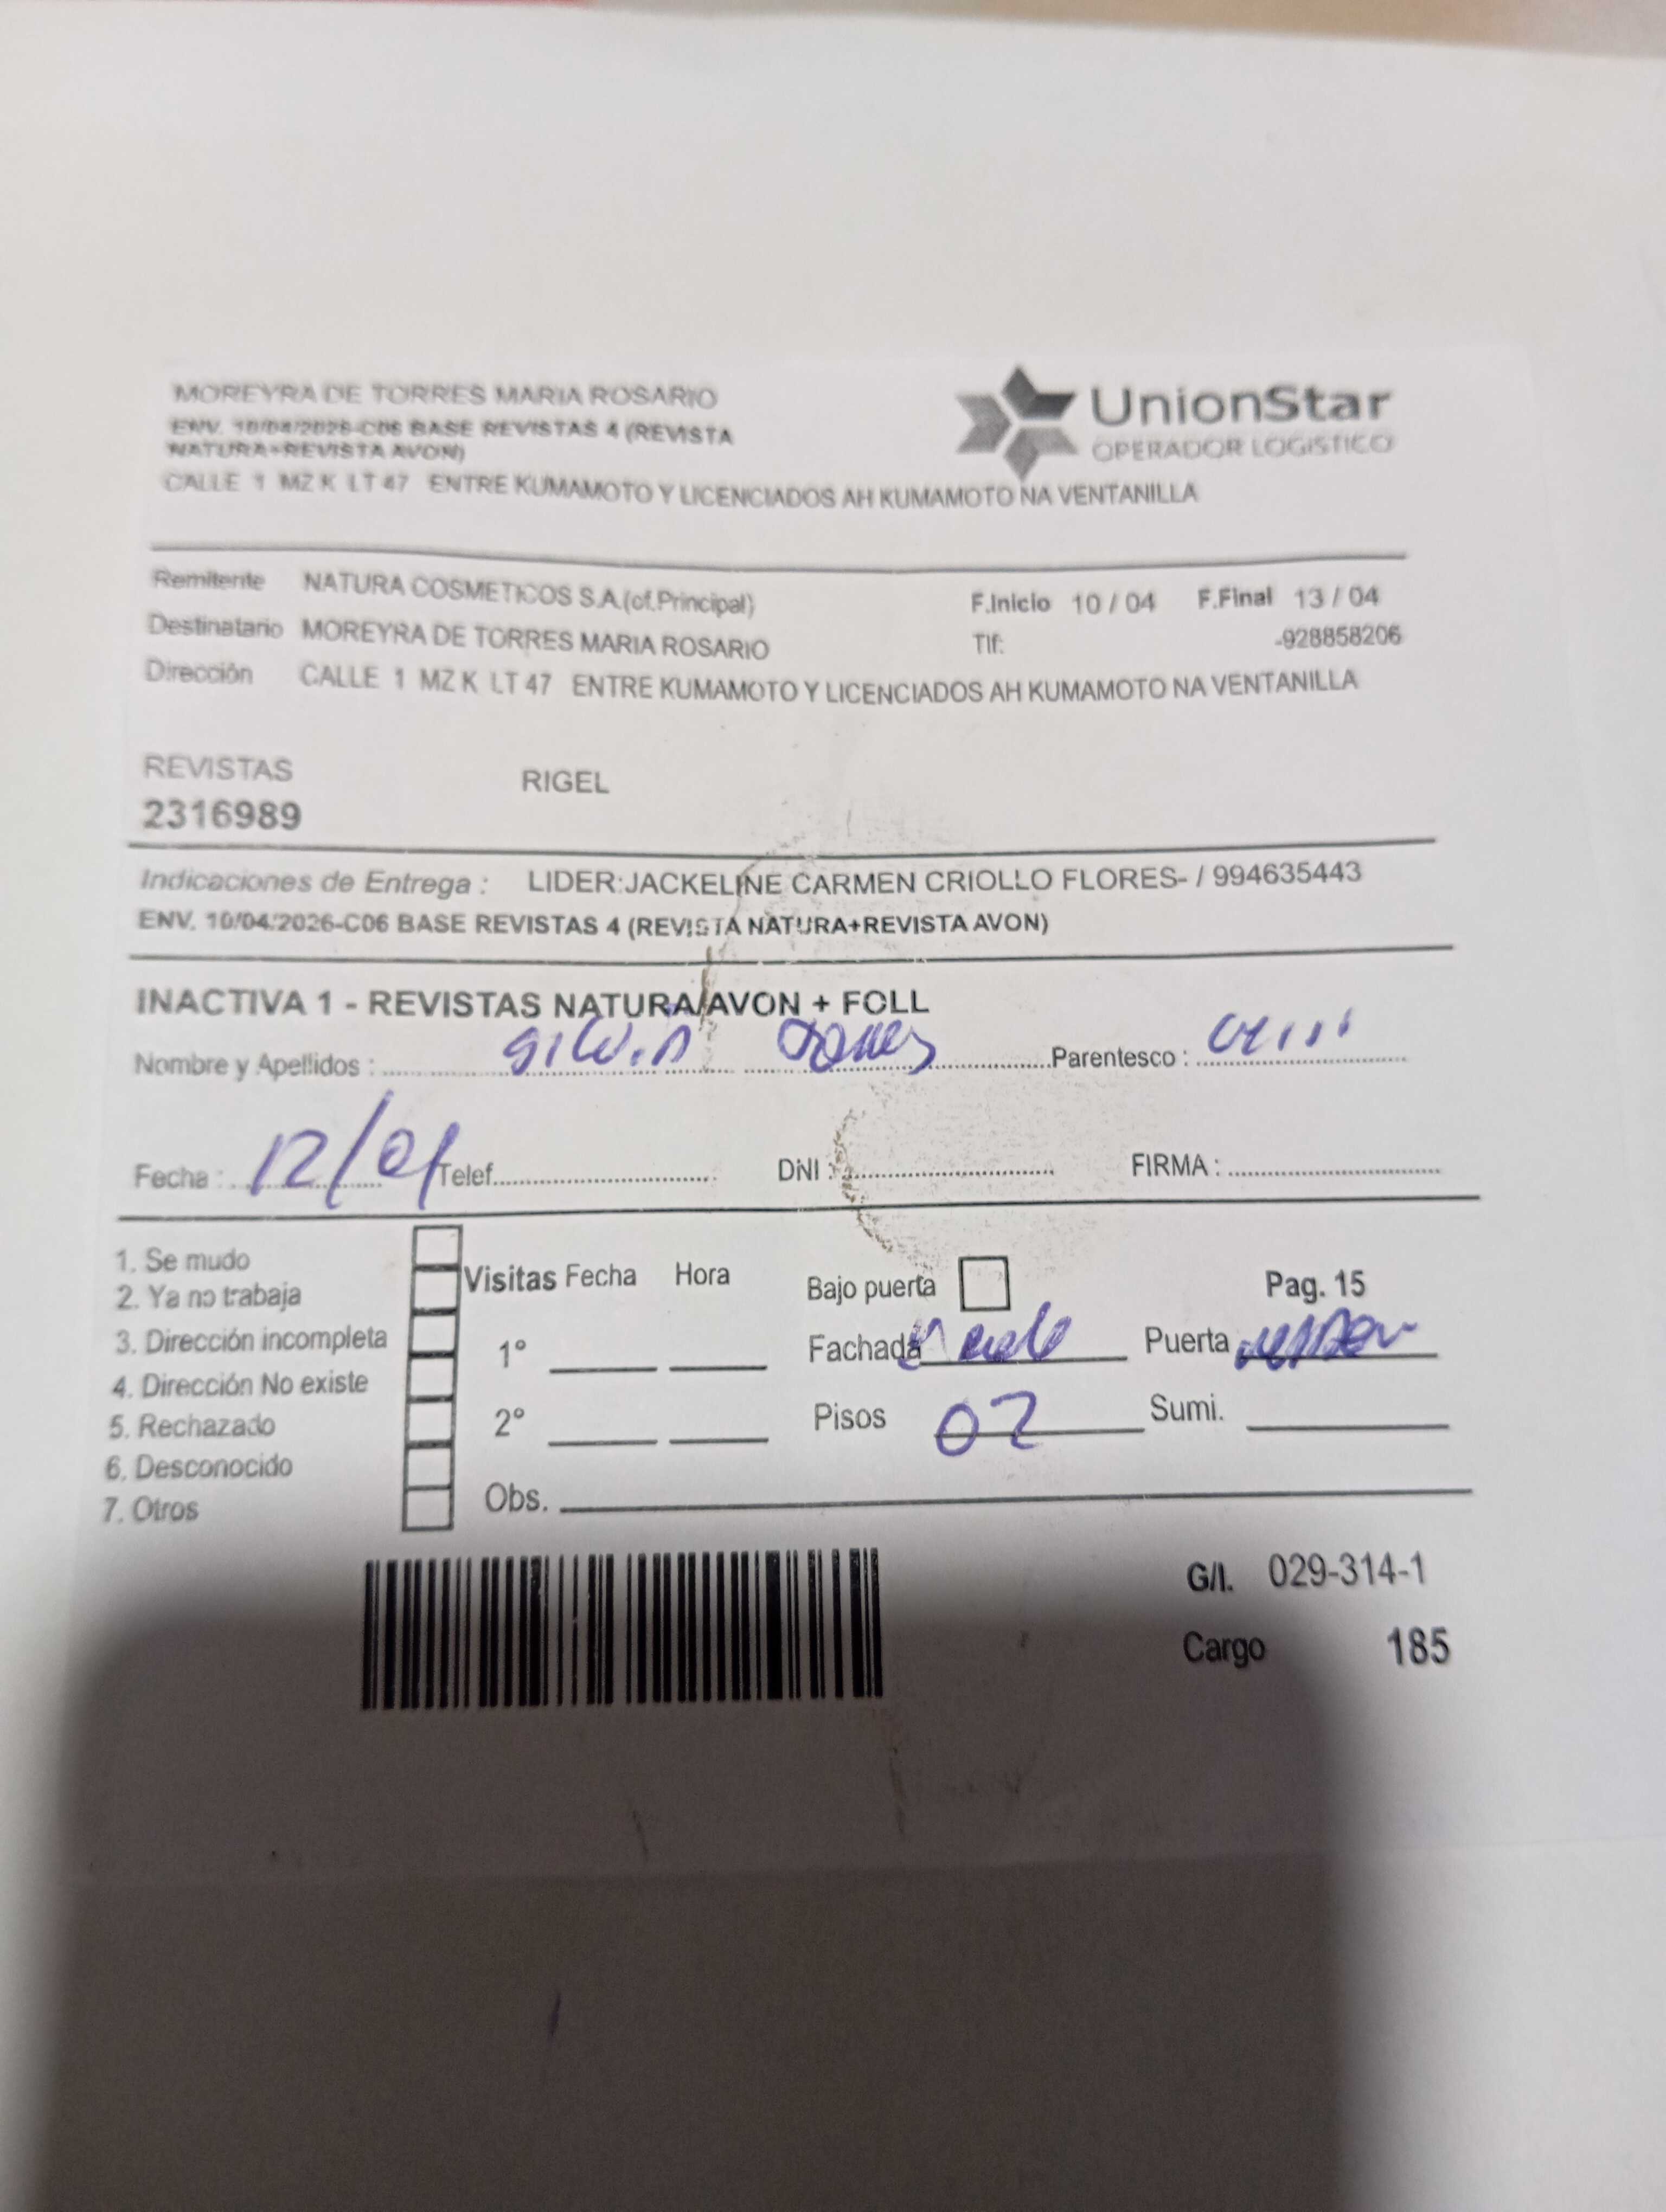 MOREYRA DE TORRES MARIA ROSARIO
ENV. 10/04/2026-C06 BASE REVISTAS 4 (REVISTA
NATURA+REVISTA AVON)
UnionStar
OPERADOR LOGISTICO
CALLE 1 MZ K LT 47 ENTRE KUMAMOTO Y LICENCIADOS AH KUMAMOTO NA VENTANILLA
Remitente NATURA COSMETICOS S.A.(of.Principal) F.Inicio 10 / 04 F.Final 13 / 04
Destinatario MOREYRA DE TORRES MARIA ROSARIO Tlf: -928858206
Dirección CALLE 1 MZ K LT 47 ENTRE KUMAMOTO Y LICENCIADOS AH KUMAMOTO NA VENTANILLA
REVISTAS RIGEL
2316989
Indicaciones de Entrega : LIDER:JACKELINE CARMEN CRIOLLO FLORES- / 994635443
ENV. 10/04/2026-C06 BASE REVISTAS 4 (REVISTA NATURA+REVISTA AVON)
INACTIVA 1 - REVISTAS NATURA/AVON + FOLL
Nombre y Apellidos : Parentesco :
Fecha : 12/04 Telef. DNI : FIRMA :
1. Se mudo
2. Ya no trabaja
3. Dirección incompleta
4. Dirección No existe
5. Rechazado
6. Desconocido
7. Otros
Visitas Fecha Hora
1°
2°
Obs.
Bajo puerta Pag. 15
Fachada Puerta
Pisos 02 Sumi.
G/I. 029-314-1
Cargo 185